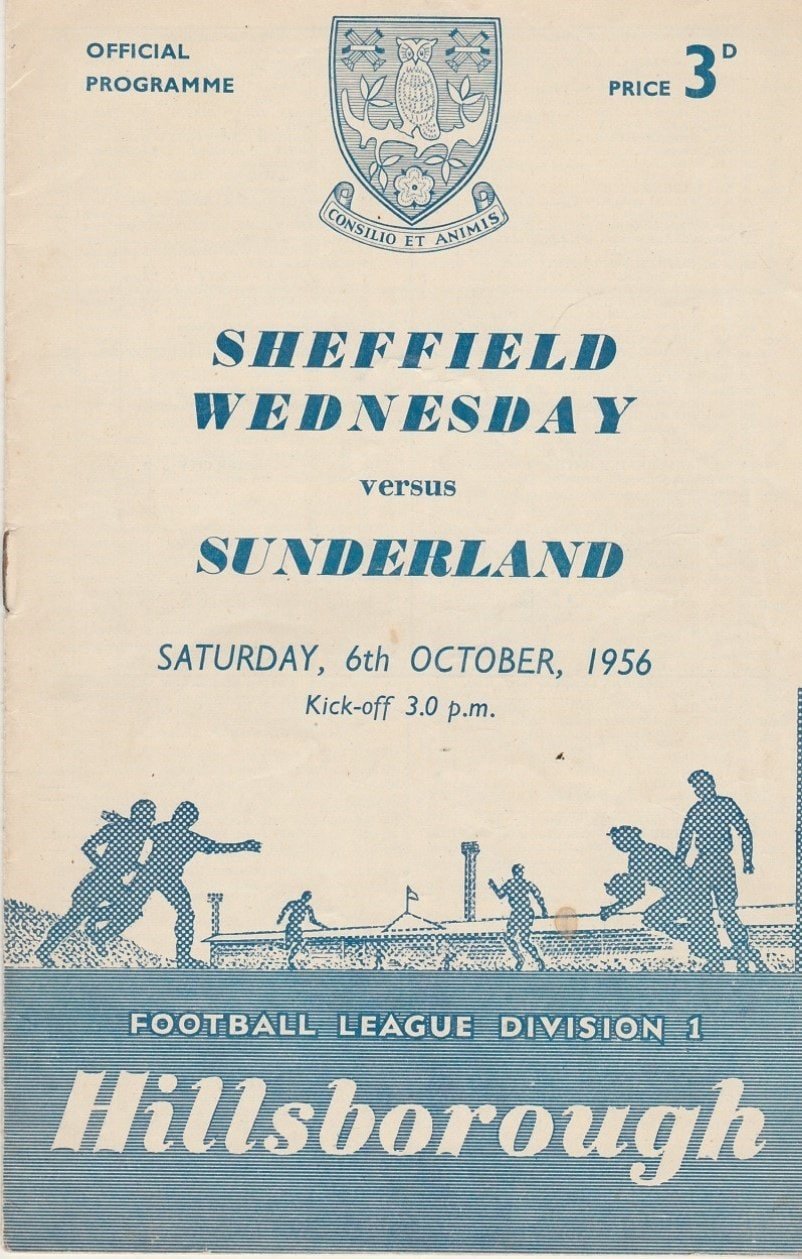 OFFICIAL
PROGRAMME
PRICE 3D
CONSILIO ET ANIMIS
SHEFFIELD
WEDNESDAY
versus
SUNDERLAND
SATURDAY, 6th OCTOBER, 1956
Kick-off 3.0 p.m.
FOOTBALL LEAGUE DIVISION 1
Hillsborough